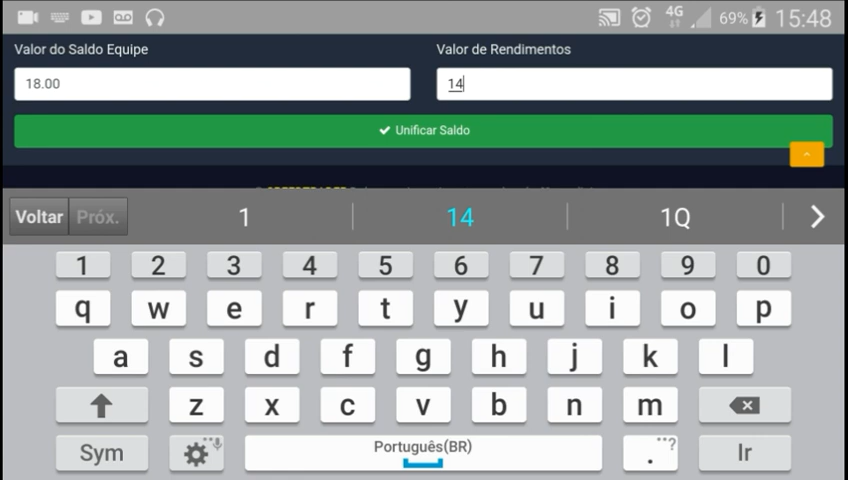 4G 69% 15:48
Valor do Saldo Equipe Valor de Rendimentos
18.00 14
Unificar Saldo
Voltar Próx. 1 14 1Q
1 2 3 4 5 6 7 8 9 0
q w e r t y u i o p
a s d f g h j k l
z x c v b n m
Sym Português(BR) . ? Ir